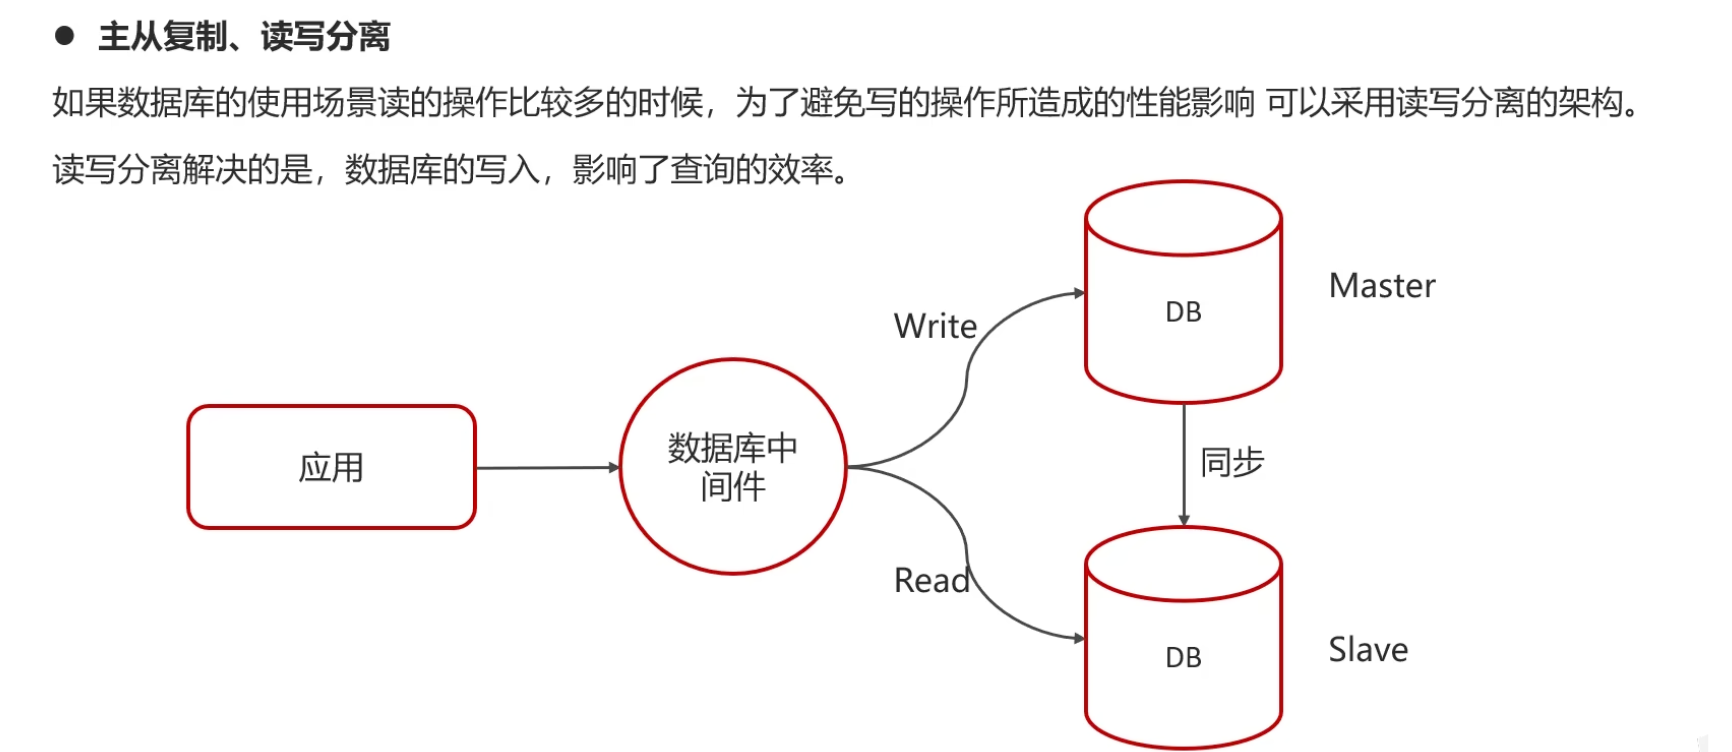 ● 主从复制、读写分离
如果数据库的使用场景读的操作比较多的时候，为了避免写的操作所造成的性能影响 可以采用读写分离的架构。
读写分离解决的是，数据库的写入，影响了查询的效率。
Master
DB
Write
应用
数据库中
间件
同步
Read
DB
Slave